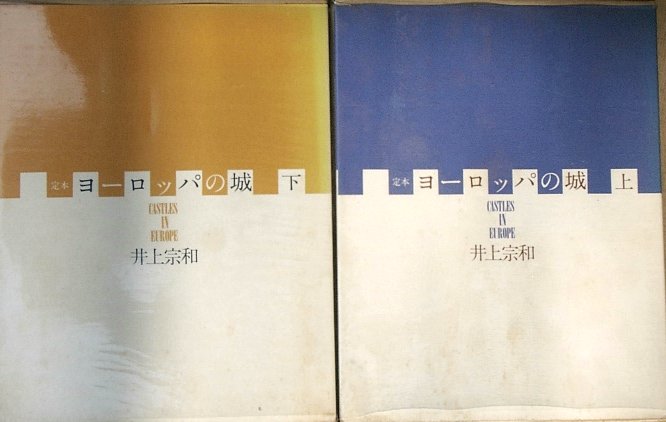 定本 ヨーロッパの城 下
CASTLES
IN
EUROPE
井上宗和
定本 ヨーロッパの城 上
CASTLES
IN
EUROPE
井上宗和